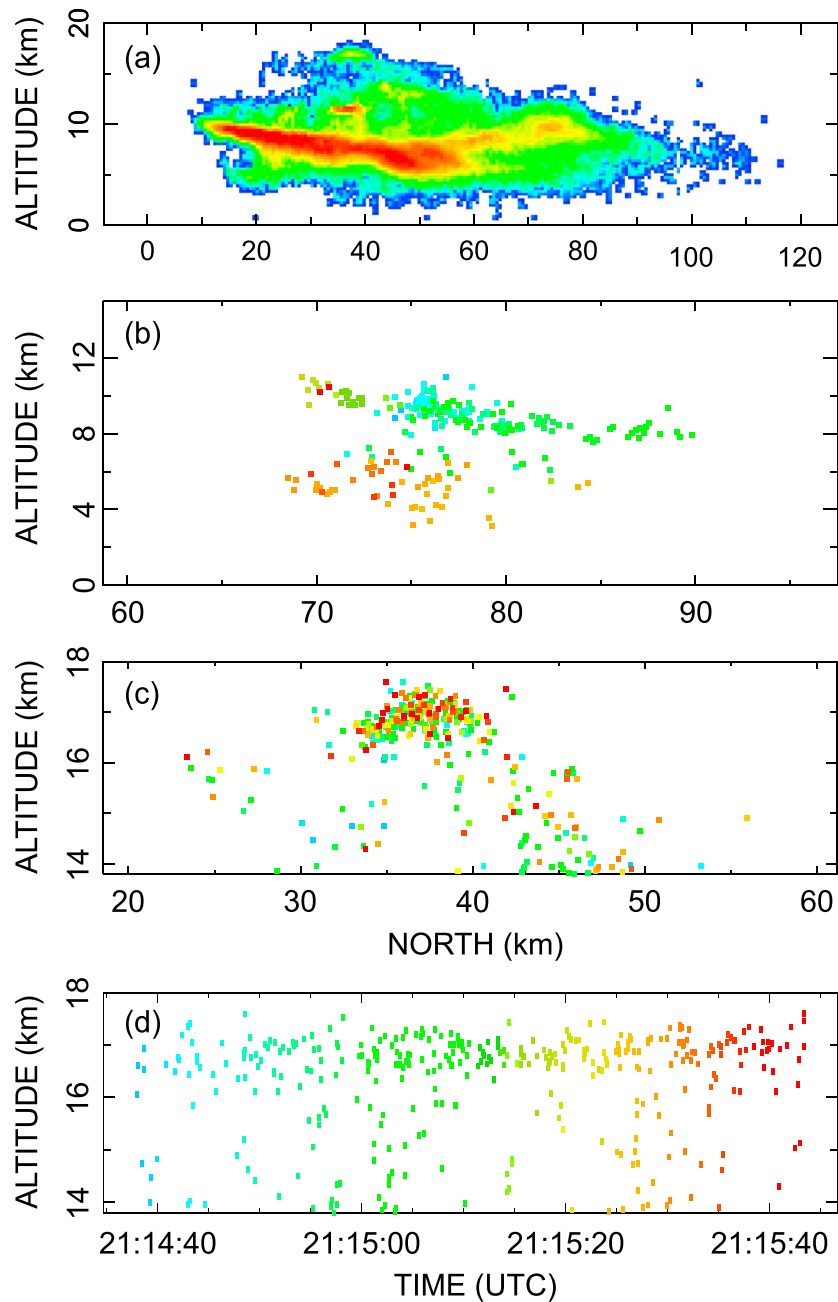 (a)
ALTITUDE (km)
20
10
0
0 20 40 60 80 100 120
(b)
ALTITUDE (km)
12
8
4
0
60 70 80 90
(c)
ALTITUDE (km)
18
16
14
20 30 40 50 60
NORTH (km)
(d)
ALTITUDE (km)
18
16
14
21:14:40 21:15:00 21:15:20 21:15:40
TIME (UTC)